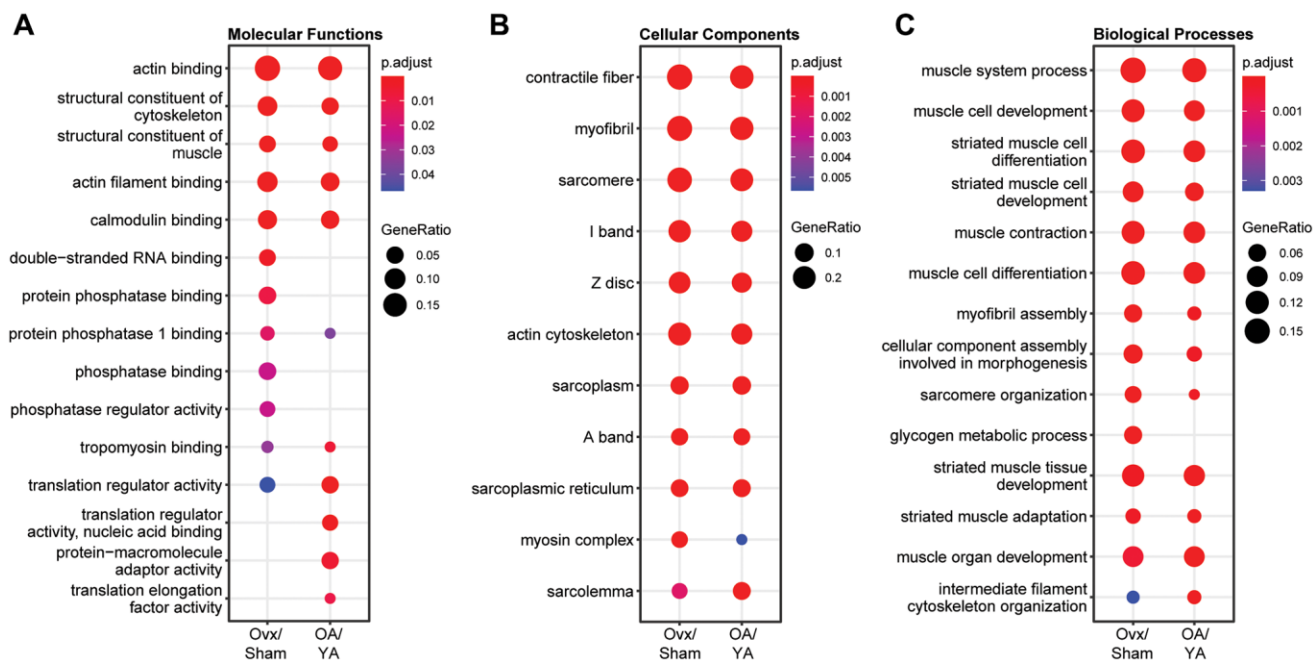 A
Molecular Functions
actin binding
structural constituent of
cytoskeleton
structural constituent of
muscle
actin filament binding
calmodulin binding
double−stranded RNA binding
protein phosphatase binding
protein phosphatase 1 binding
phosphatase binding
phosphatase regulator activity
tropomyosin binding
translation regulator activity
translation regulator
activity, nucleic acid binding
protein−macromolecule
adaptor activity
translation elongation
factor activity
Ovx/
Sham
OA/
YA
p.adjust
0.01
0.02
0.03
0.04
GeneRatio
0.05
0.10
0.15
B
Cellular Components
contractile fiber
myofibril
sarcomere
I band
Z disc
actin cytoskeleton
sarcoplasm
A band
sarcoplasmic reticulum
myosin complex
sarcolemma
Ovx/
Sham
OA/
YA
p.adjust
0.001
0.002
0.003
0.004
0.005
GeneRatio
0.1
0.2
C
Biological Processes
muscle system process
muscle cell development
striated muscle cell
differentiation
striated muscle cell
development
muscle contraction
muscle cell differentiation
myofibril assembly
cellular component assembly
involved in morphogenesis
sarcomere organization
glycogen metabolic process
striated muscle tissue
development
striated muscle adaptation
muscle organ development
intermediate filament
cytoskeleton organization
Ovx/
Sham
OA/
YA
p.adjust
0.001
0.002
0.003
GeneRatio
0.06
0.09
0.12
0.15